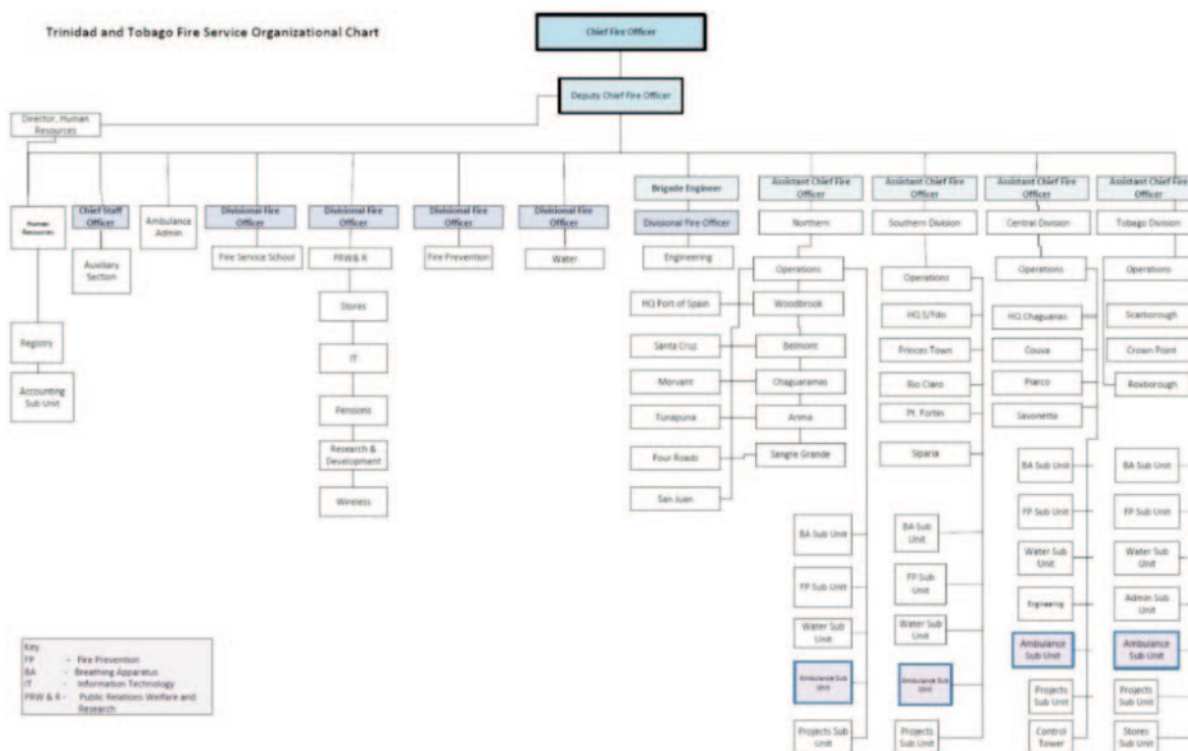 Trinidad and Tobago Fire Service Organizational Chart
Chief Fire Officer
Deputy Chief Fire Officer
Director, Human
Resources
Human
Resources
Registry
Accounting
Sub Unit
Chief Staff
Officer
Auxiliary
Section
Ambulance
Admin
Divisional Fire
Officer
Fire Service School
Divisional Fire
Officer
PRW& R
Stores
IT
Pensions
Research &
Development
Wireless
Divisional Fire
Officer
Fire Prevention
Divisional Fire
Officer
Water
Brigade Engineer
Divisional Fire Officer
Engineering
Assistant Chief Fire
Officer
Northern
Operations
HQ Port of Spain
Woodbrook
Santa Cruz
Belmont
Morvant
Chaguaramas
Tunapuna
Arima
Four Roads
Sangre Grande
San Juan
BA Sub Unit
FP Sub Unit
Water Sub
Unit
Ambulance Sub
Unit
Projects Sub
Unit
Assistant Chief Fire
Officer
Southern Division
Operations
HQ S/Fdo
Princes Town
Rio Claro
Pt. Fortin
Siparia
BA Sub
Unit
FP Sub
Unit
Water Sub
Unit
Ambulance Sub
Unit
Projects Sub
Unit
Assistant Chief Fire
Officer
Central Division
Operations
HQ Chaguanas
Couva
Piarco
Savonetta
BA Sub Unit
FP Sub Unit
Water Sub
Unit
Engineering
Ambulance
Sub Unit
Projects
Sub Unit
Control
Tower
Assistant Chief Fire
Officer
Tobago Division
Operations
Scarborough
Crown Point
Roxborough
BA Sub Unit
FP Sub Unit
Water Sub
Unit
Admin Sub
Unit
Ambulance
Sub Unit
Projects
Sub Unit
Stores
Sub Unit
Key
FP - Fire Prevention
BA - Breathing Apparatus
IT - Information Technology
PRW & R - Public Relations Welfare and
Research